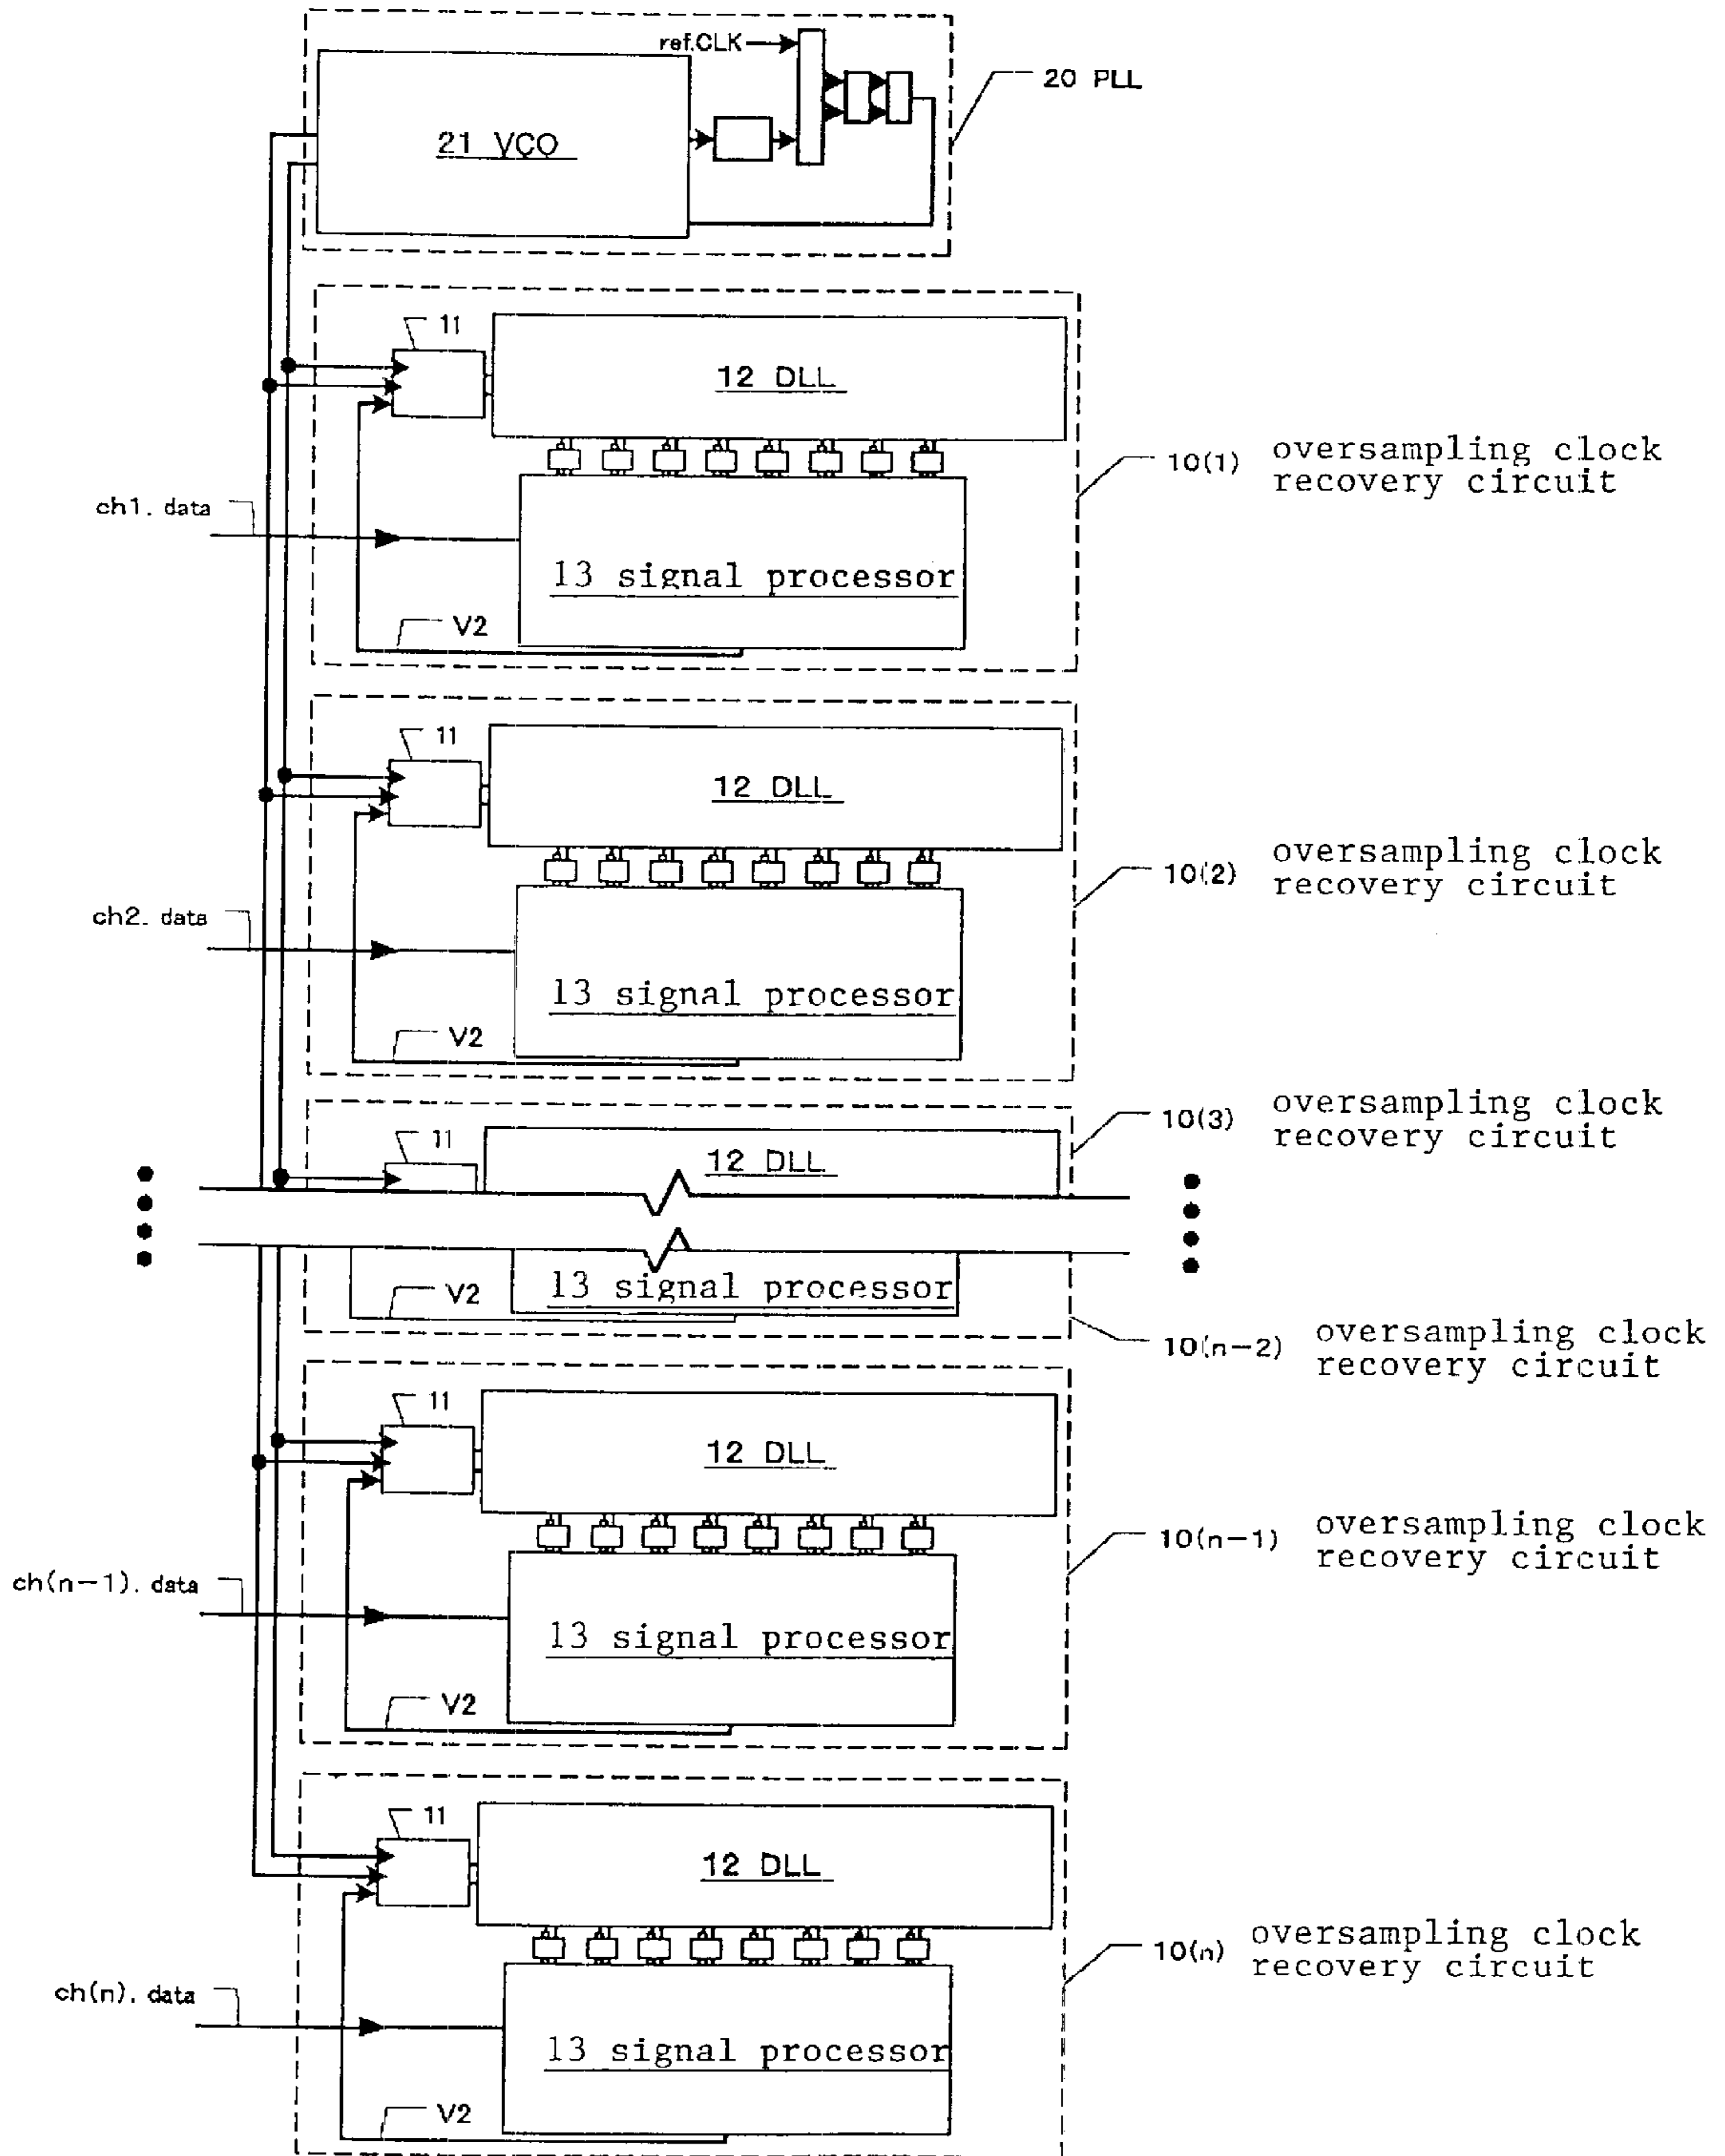 ref.CLK
20 PLL
21 VCO
11
12 DLL
10(1) oversampling clock
recovery circuit
ch1. data
13 signal processor
V2
11
12 DLL
10(2) oversampling clock
recovery circuit
ch2. data
13 signal processor
V2
10(3) oversampling clock
recovery circuit
11
12 DLL
13 signal processor
V2
10(n-2) oversampling clock
recovery circuit
11
12 DLL
10(n-1) oversampling clock
recovery circuit
ch(n-1). data
13 signal processor
V2
11
12 DLL
10(n) oversampling clock
recovery circuit
ch(n). data
13 signal processor
V2